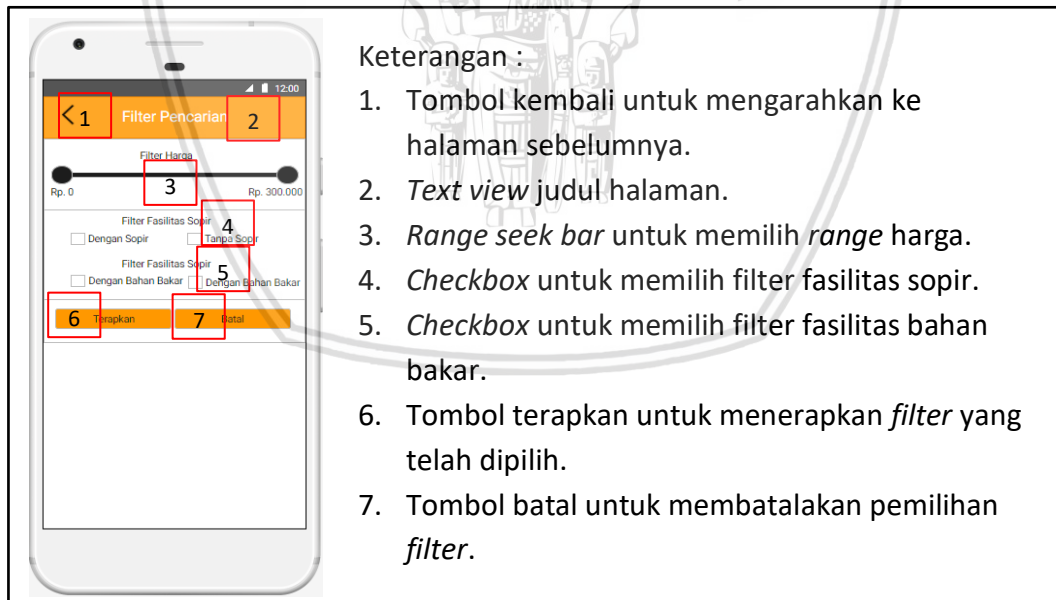 12:00
1
Filter Pencarian
2
Filter Harga
3
Rp. 0
Rp. 300.000
Filter Fasilitas Sopir
4
Dengan Sopir
Tanpa Sopir
Filter Fasilitas Sopir
5
Dengan Bahan Bakar
Dengan Bahan Bakar
6
Terapkan
7
Batal
Keterangan :
1. Tombol kembali untuk mengarahkan ke
halaman sebelumnya.
2. Text view judul halaman.
3. Range seek bar untuk memilih range harga.
4. Checkbox untuk memilih filter fasilitas sopir.
5. Checkbox untuk memilih filter fasilitas bahan
bakar.
6. Tombol terapkan untuk menerapkan filter yang
telah dipilih.
7. Tombol batal untuk membatalakan pemilihan
filter.